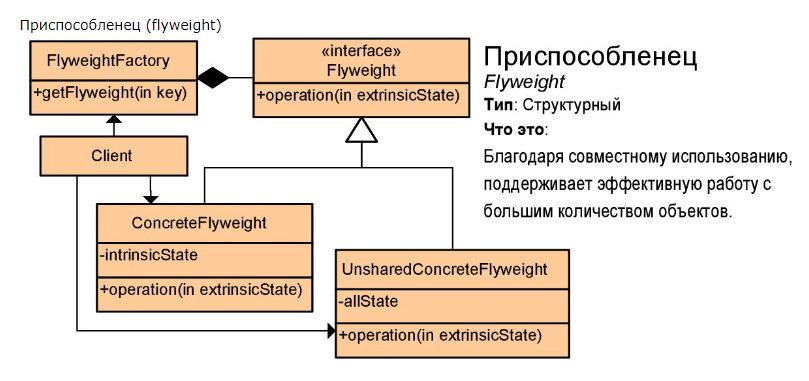 Приспособленец (flyweight)
FlyweightFactory
+getFlyweight(in key)
«interface»
Flyweight
+operation(in extrinsicState)
Client
ConcreteFlyweight
-intrinsicState
+operation(in extrinsicState)
UnsharedConcreteFlyweight
-allState
+operation(in extrinsicState)
Приспособленец
Flyweight
Тип: Структурный
Что это:
Благодаря совместному использованию,
поддерживает эффективную работу с
большим количеством объектов.